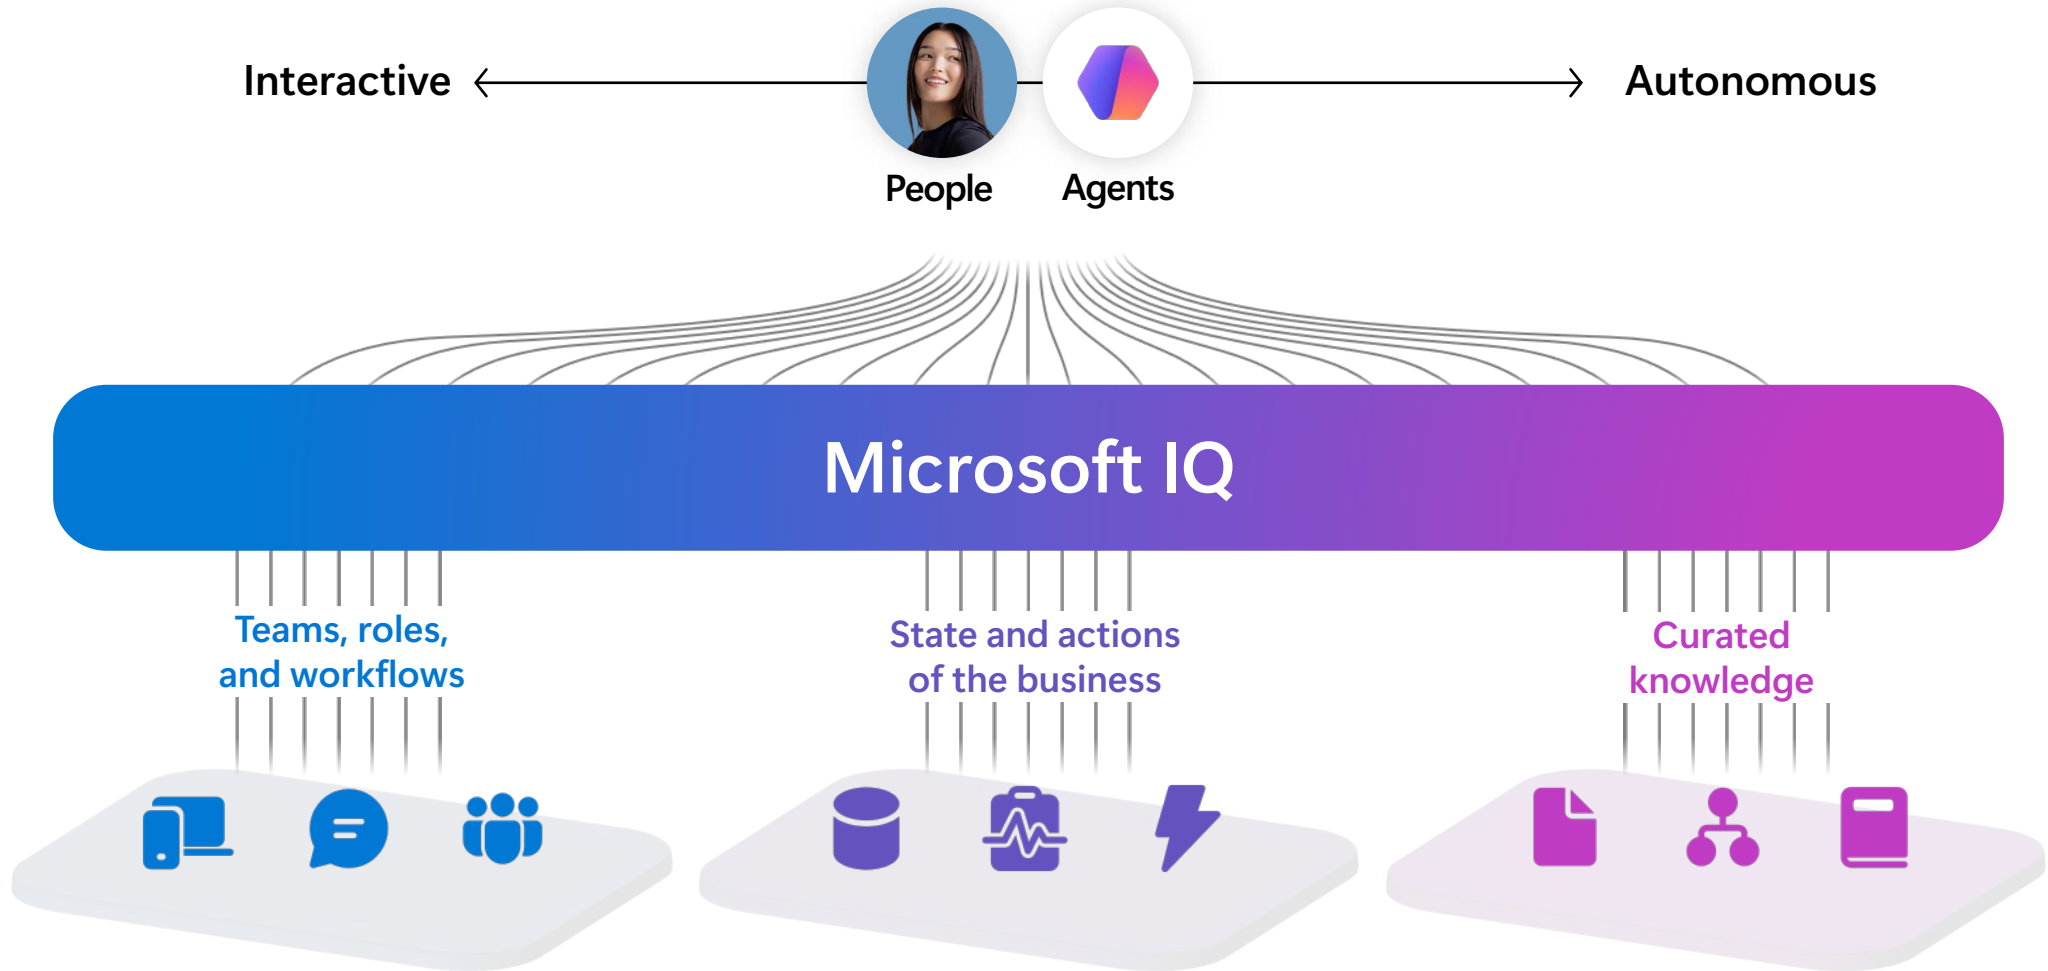 Interactive
Autonomous
People
Agents
Microsoft IQ
Teams, roles,
and workflows
State and actions
of the business
Curated
knowledge